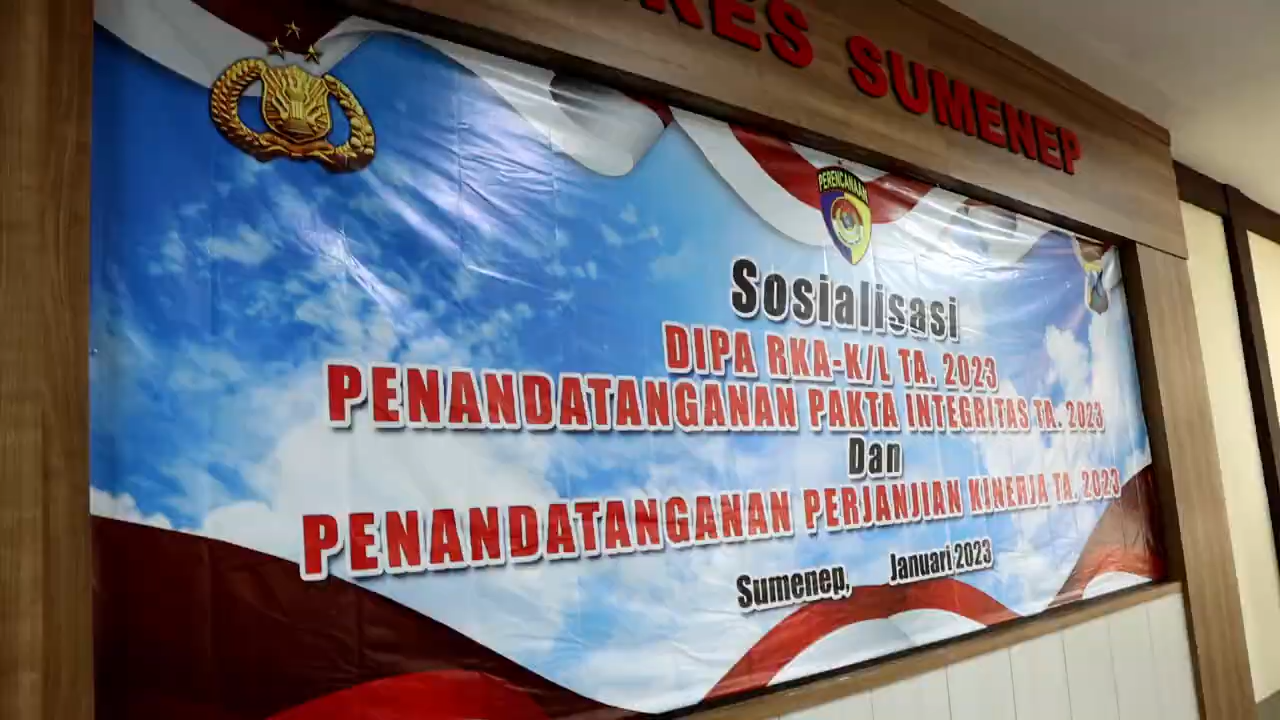 RES SUMENEP
PERENCANAAN
Sosialisasi
DIPA RKA-K/L TA. 2023
PENANDATANGANAN PAKTA INTEGRITAS TA. 2023
Dan
PENANDATANGANAN PERJANJIAN KINERJA TA. 2023
Sumenep, Januari 2023